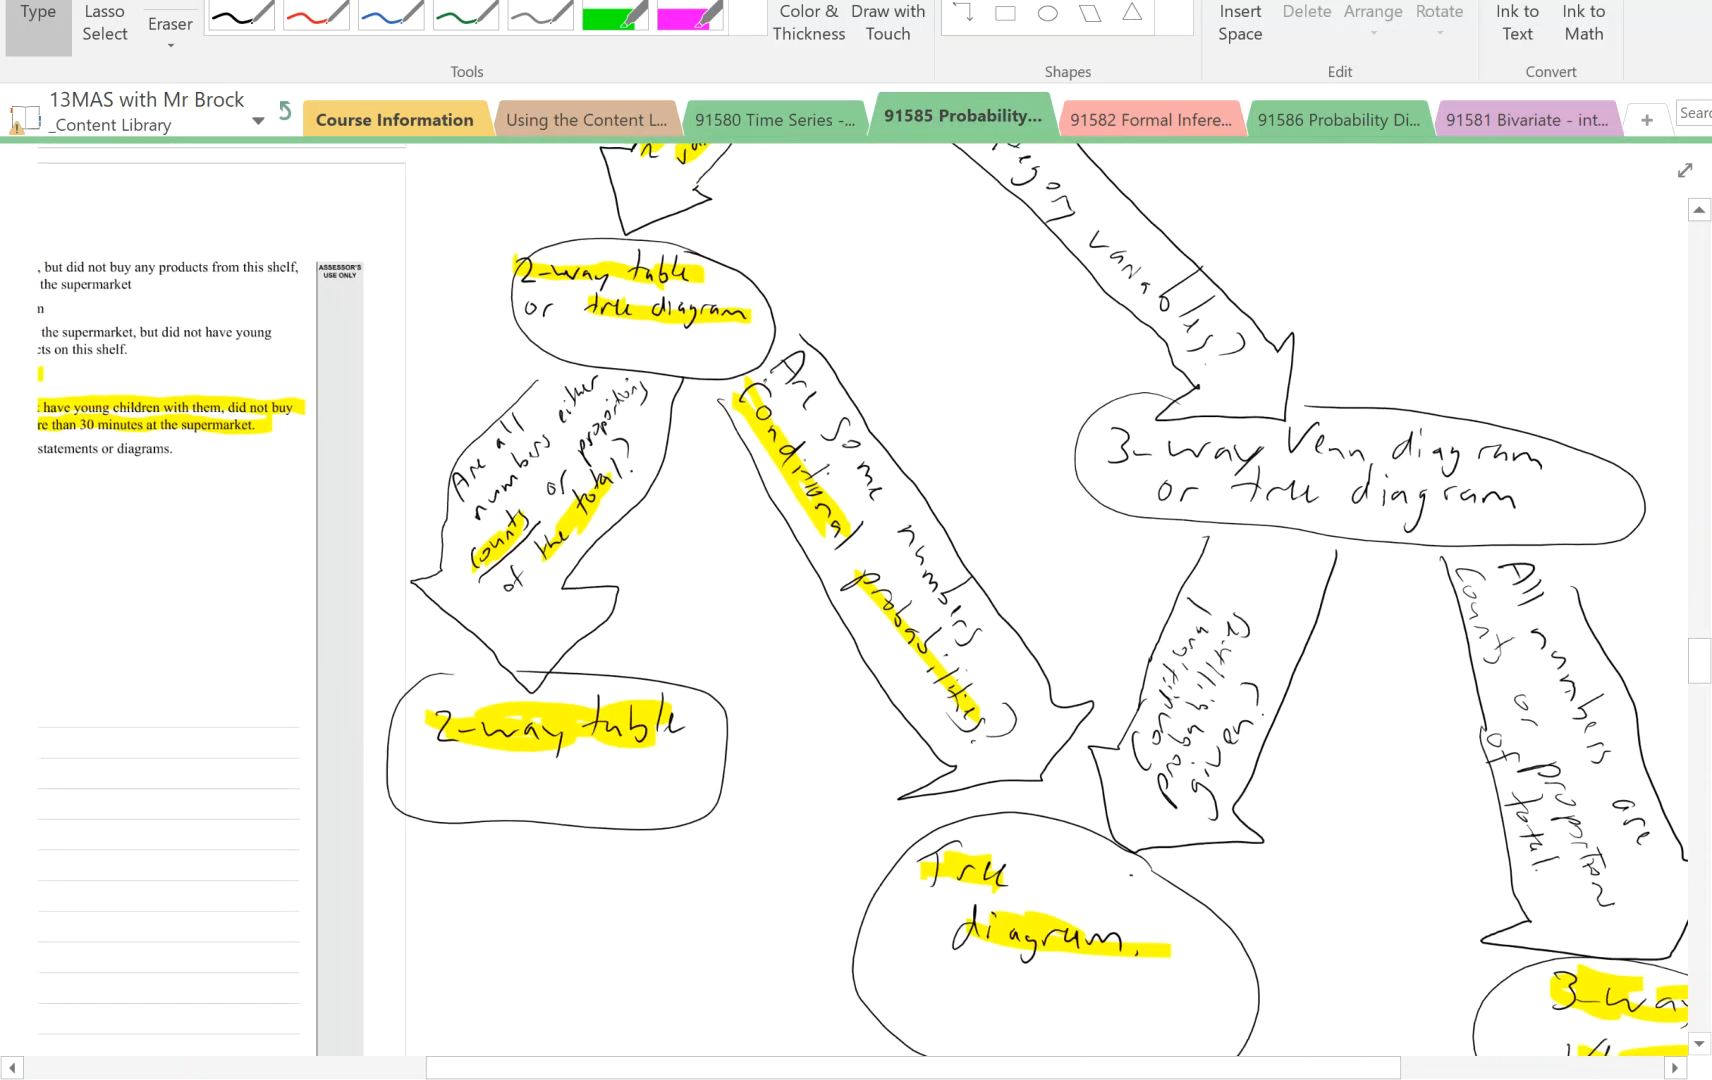 Type
Lasso
Select
Eraser
Color &
Thickness
Draw with
Touch
Insert
Space
Delete
Arrange
Rotate
Ink to
Text
Ink to
Math
Tools
Shapes
Edit
Convert
13MAS with Mr Brock
_Content Library
Course Information
Using the Content L...
91580 Time Series -...
91585 Probability...
91582 Formal Infere...
91586 Probability Di...
91581 Bivariate - int...
+
Sear
, but did not buy any products from this shelf,
the supermarket
n
the supermarket, but did not have young
cts on this shelf.
have young children with them, did not buy
re than 30 minutes at the supermarket.
statements or diagrams.
ASSESSOR'S
USE ONLY
2
egory variables?
2-way table
or tree diagram
Are all
numbers either
counts or proportions
of the total?
Are some numbers
conditional probabilities?
3-way Venn diagram
or tree diagram
Conditional
probabilities
given?
All numbers are
counts or proportion
of total.
2-way table
Tree
diagram.
3-way